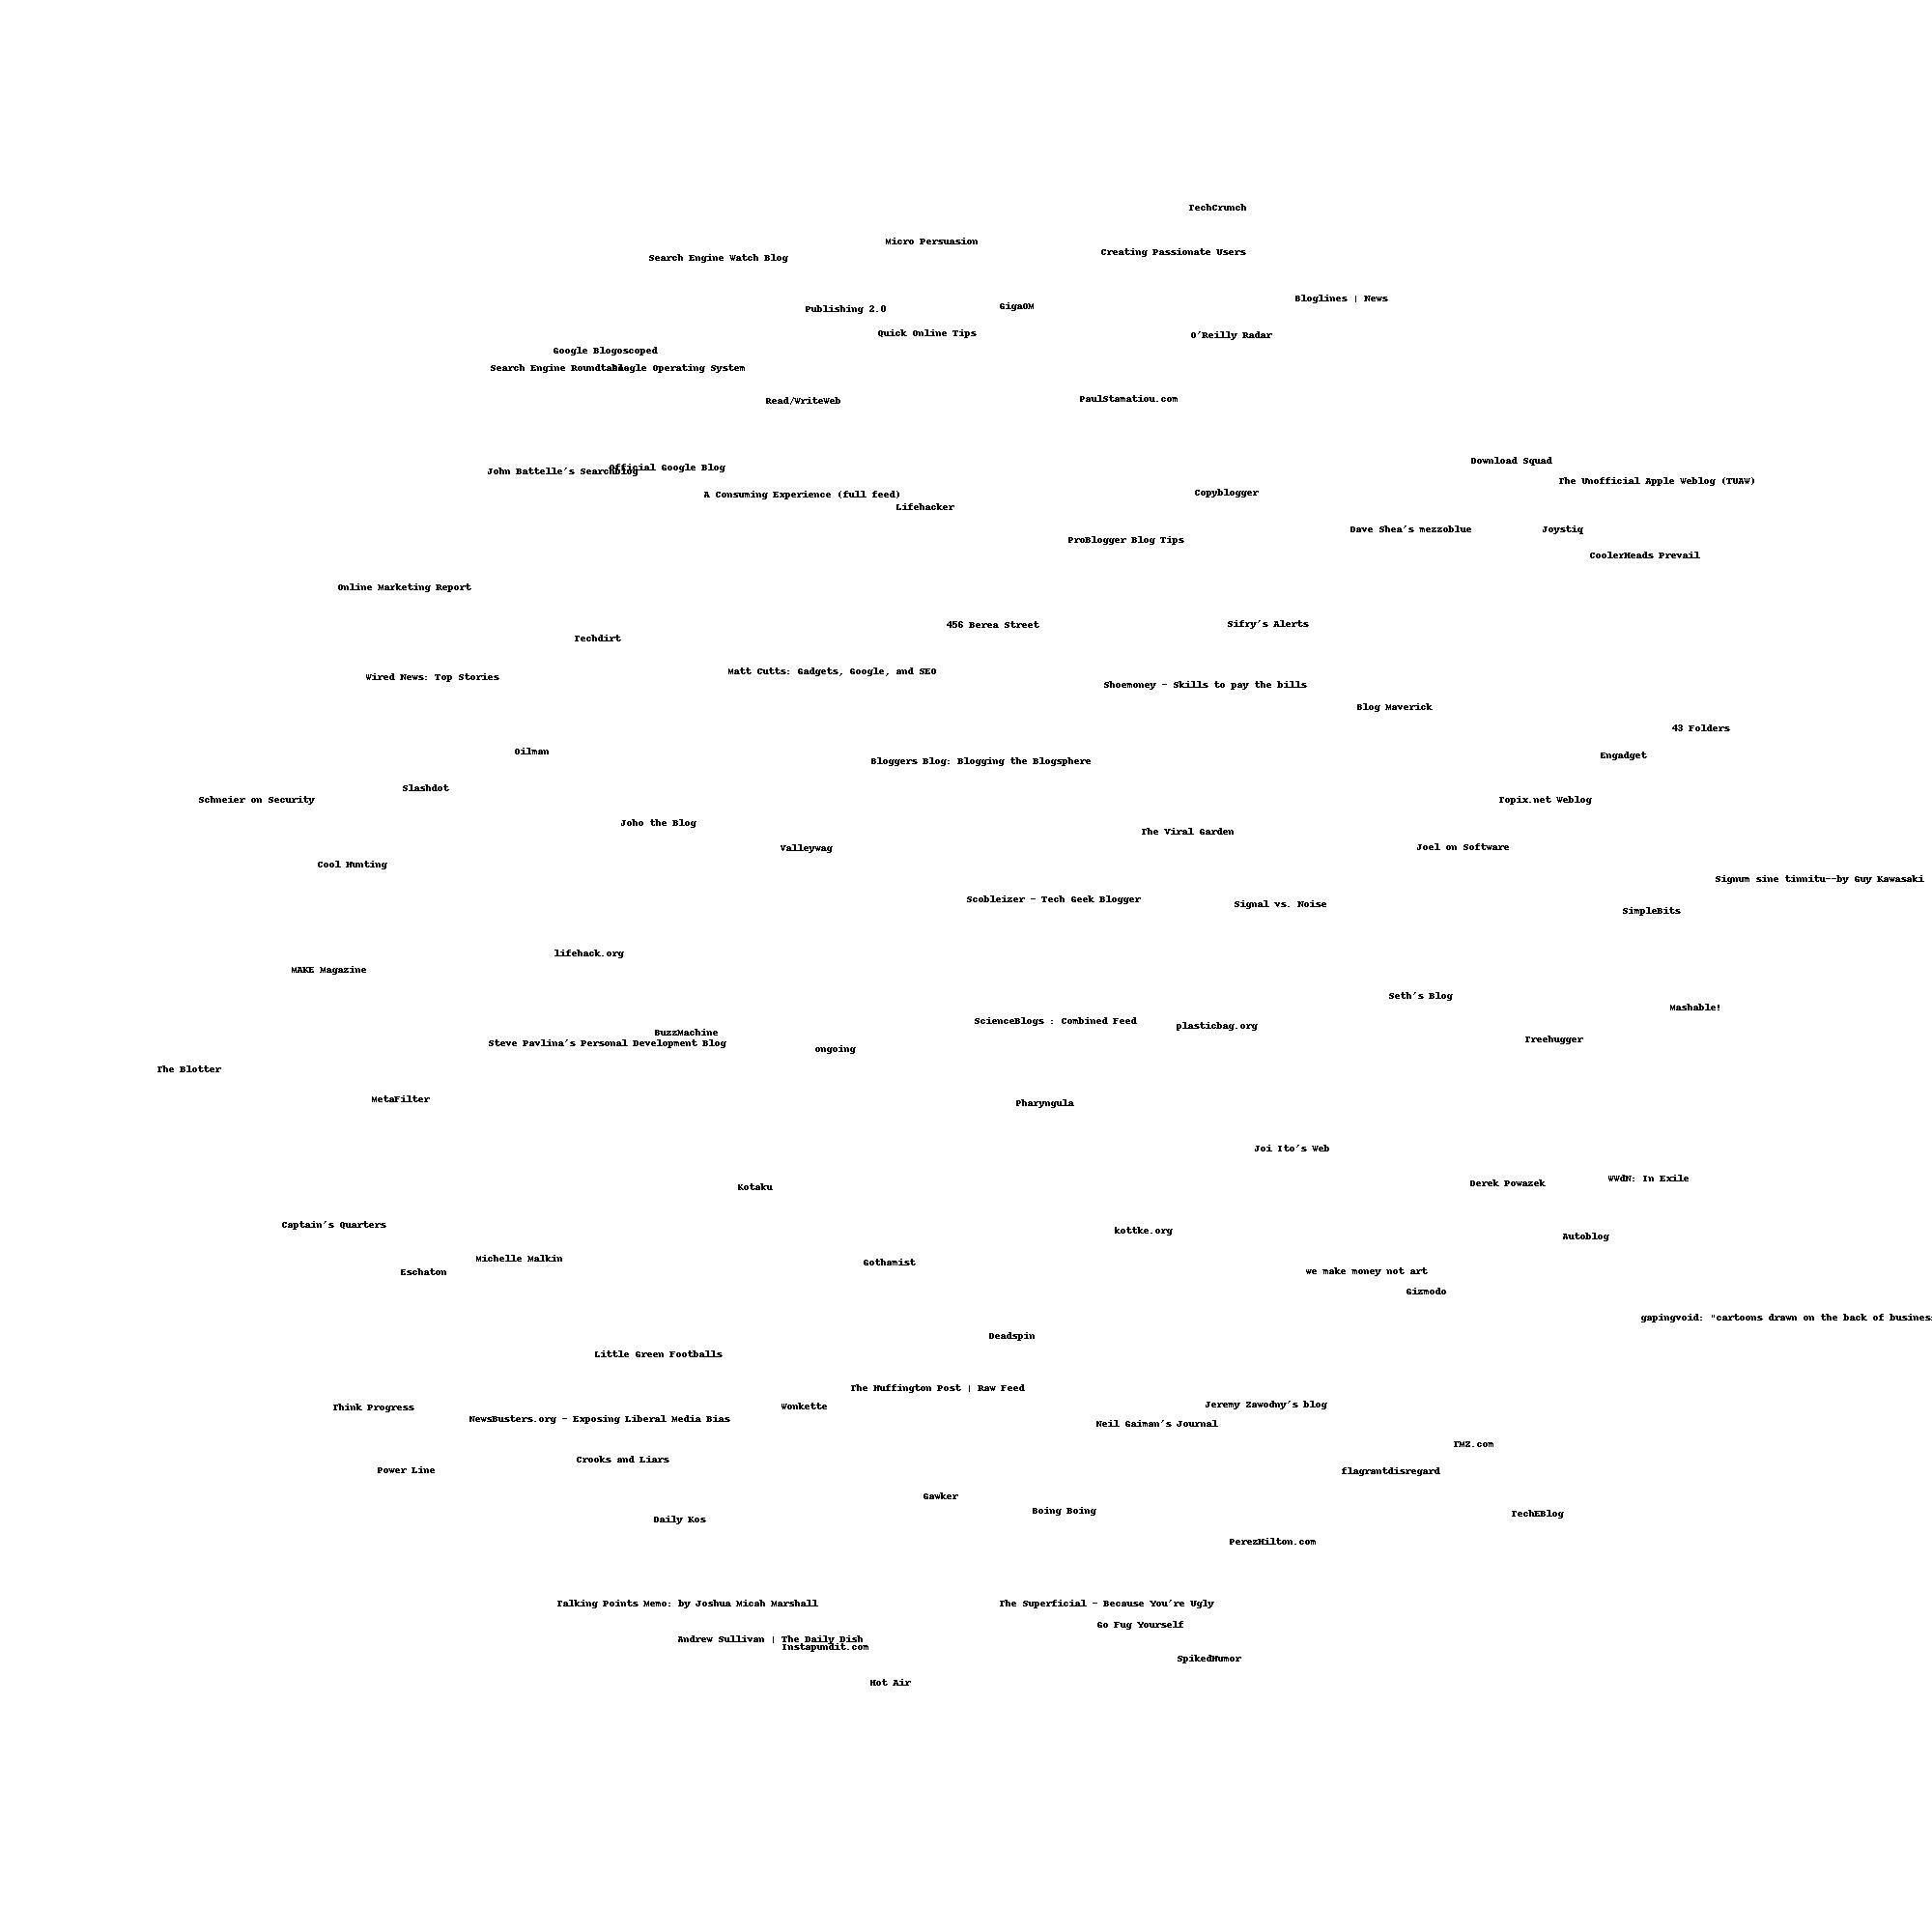 TechCrunch
Micro Persuasion
Creating Passionate Users
Search Engine Watch Blog
Bloglines | News
GigaOM
Publishing 2.0
Quick Online Tips
O'Reilly Radar
Google Blogoscoped
Search Engine Roundtable
Google Operating System
PaulStamatiou.com
Read/WriteWeb
Download Squad
Official Google Blog
John Battelle's Searchblog
The Unofficial Apple Weblog (TUAW)
Copyblogger
A Consuming Experience (full feed)
Lifehacker
Dave Shea's mezzoblue
Joystiq
ProBlogger Blog Tips
CoolerHeads Prevail
Online Marketing Report
Sifry's Alerts
456 Berea Street
Techdirt
Matt Cutts: Gadgets, Google, and SEO
Wired News: Top Stories
Shoemoney - Skills to pay the bills
Blog Maverick
43 Folders
Oilman
Engadget
Bloggers Blog: Blogging the Blogsphere
Slashdot
Schneier on Security
Topix.net Weblog
Joho the Blog
The Viral Garden
Joel on Software
Valleywag
Cool Hunting
Signum sine tinnitu--by Guy Kawasaki
Scobleizer - Tech Geek Blogger
Signal vs. Noise
SimpleBits
lifehack.org
MAKE Magazine
Seth's Blog
Mashable!
ScienceBlogs : Combined Feed
plasticbag.org
BuzzMachine
Treehugger
Steve Pavlina's Personal Development Blog
ongoing
The Blotter
MetaFilter
Pharyngula
Joi Ito's Web
WWdN: In Exile
Derek Powazek
Kotaku
Captain's Quarters
kottke.org
Autoblog
Michelle Malkin
Gothamist
Eschaton
we make money not art
Gizmodo
gapingvoid: "cartoons drawn on the back of busines
Deadspin
Little Green Footballs
The Huffington Post | Raw Feed
Jeremy Zawodny's blog
Wonkette
Think Progress
NewsBusters.org - Exposing Liberal Media Bias
Neil Gaiman's Journal
TMZ.com
Crooks and Liars
Power Line
flagrantdisregard
Gawker
Boing Boing
TechEBlog
Daily Kos
PerezHilton.com
Talking Points Memo: by Joshua Micah Marshall
The Superficial - Because You're Ugly
Go Fug Yourself
Andrew Sullivan | The Daily Dish
Instapundit.com
SpikedHumor
Hot Air